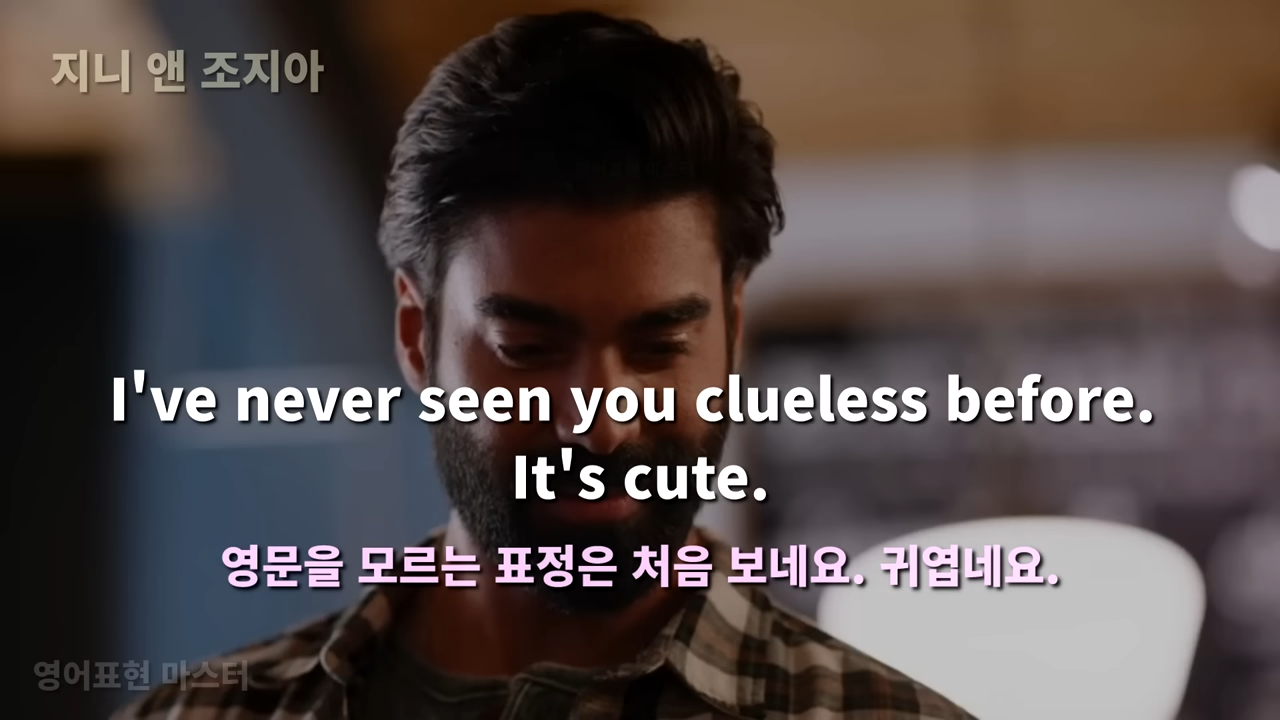 지니 앤 조지아
I've never seen you clueless before.
It's cute.
영문을 모르는 표정은 처음 보네요. 귀엽네요.
영어표현 마스터